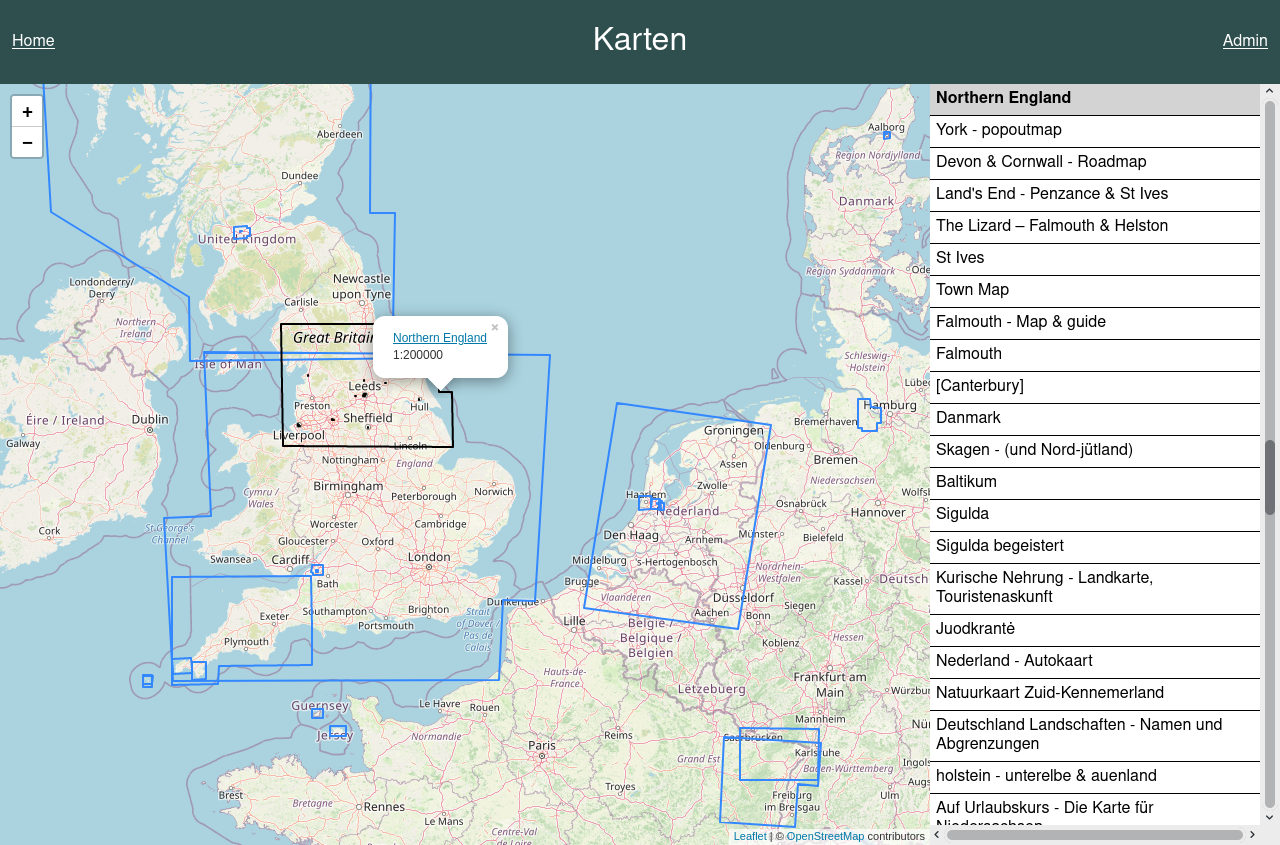 Home
Karten
Admin
+
−
Aberdeen
Dundee
United Kingdom
Newcastle
upon Tyne
Londonderry/
Derry
Carlisle
Northern
Ireland
Great Britain
Isle of Man
Northern England
×
1:200000
Leeds
Preston
Hull
Sheffield
Liverpool
Lincoln
Éire / Ireland
Dublin
Galway
Nottingham
England
Birmingham
Peterborough
Norwich
Cymru /
Wales
Worcester
Cambridge
Cork
St George's
Channel
Gloucester
Oxford
Swansea
Cardiff
London
Bath
Exeter
Southampton
Brighton
Portsmouth
Plymouth
Dunkerque
Strait
of Dover /
Pas de
Calais
Guernsey
Jersey
Le Havre
Rouen
Normandie
Hauts-de-
France
Paris
Reims
Brest
Bretagne
Rennes
Le Mans
Troyes
Centre-Val
de Loire
Grand Est
Lille
Aalborg
Region Nordjylland
Danmark
Region Syddanmark
Schleswig-
Holstein
Hamburg
Bremerhaven
Groningen
Oldenburg
Bremen
Assen
Zwolle
Niedersachsen
Haarlem
Nederland
Osnabrück
Hannover
Den Haag
Arnhem
Münster
Bielefeld
Middelburg
's-Hertogenbosch
Brugge
Nordrhein-
Westfalen
Kassel
Vlaanderen
Düsseldorf
Aachen
Siegen
Bonn
België /
Belgique /
Belgien
Koblenz
Hessen
Lëtzebuerg
Frankfurt am
Main
Mannheim
Saarbrücken
Karlsruhe
Baden-Württemberg
Freiburg
im Breisgau
Ulm
Leaflet | © OpenStreetMap contributors
Northern England
York - popoutmap
Devon & Cornwall - Roadmap
Land's End - Penzance & St Ives
The Lizard – Falmouth & Helston
St Ives
Town Map
Falmouth - Map & guide
Falmouth
[Canterbury]
Danmark
Skagen - (und Nord-jütland)
Baltikum
Sigulda
Sigulda begeistert
Kurische Nehrung - Landkarte,
Touristenaskunft
Juodkrantė
Nederland - Autokaart
Natuurkaart Zuid-Kennemerland
Deutschland Landschaften - Namen und
Abgrenzungen
holstein - unterelbe & auenland
Auf Urlaubskurs - Die Karte für
Niedersachsen